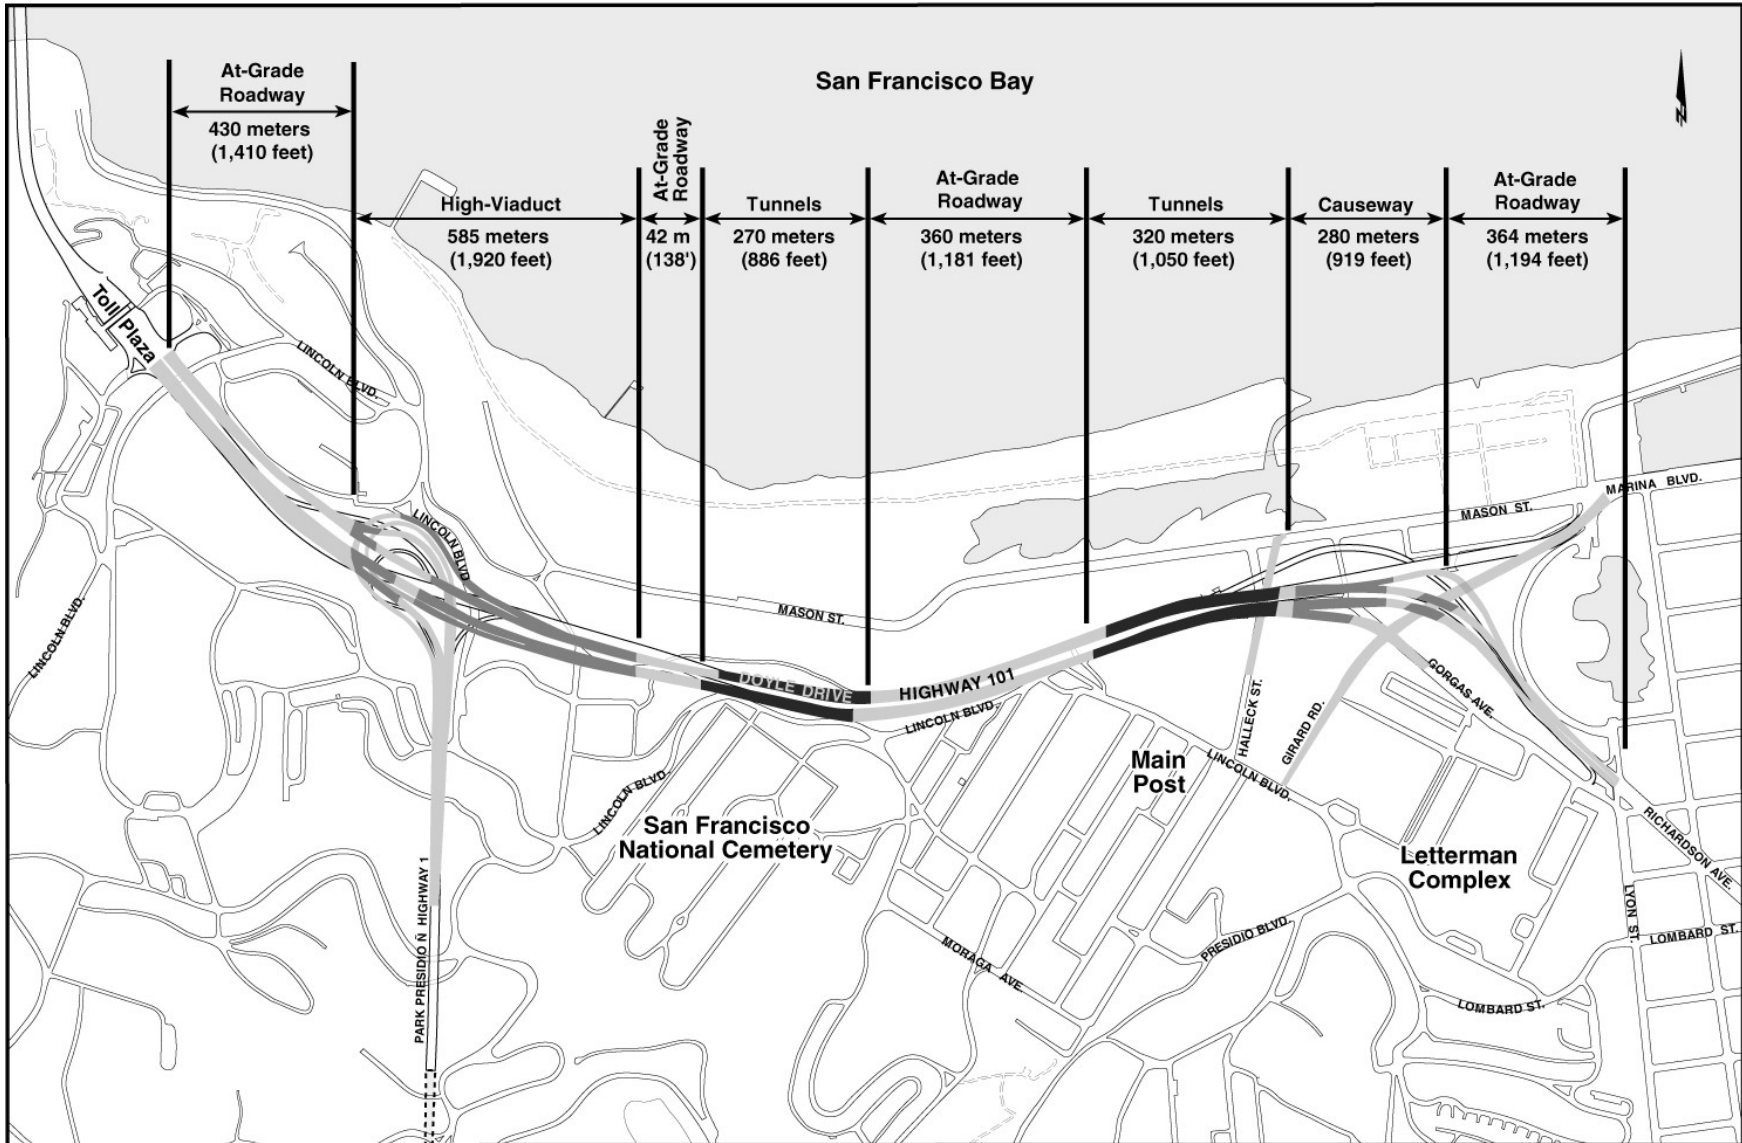 San Francisco Bay
At-Grade
Roadway
430 meters
(1,410 feet)
High-Viaduct
585 meters
(1,920 feet)
At-Grade
Roadway
42 m
(138')
Tunnels
270 meters
(886 feet)
At-Grade
Roadway
360 meters
(1,181 feet)
Tunnels
320 meters
(1,050 feet)
Causeway
280 meters
(919 feet)
At-Grade
Roadway
364 meters
(1,194 feet)
N
Toll Plaza
LINCOLN BLVD.
LINCOLN BLVD
LINCOLN BLVD.
MASON ST.
MASON ST.
MARINA BLVD.
DOYLE DRIVE
HIGHWAY 101
LINCOLN BLVD.
HALLECK ST.
GIRARD RD.
GORGAS AVE.
LINCOLN BLVD.
Main
Post
LINCOLN BLVD.
San Francisco
National Cemetery
Letterman
Complex
RICHARDSON AVE.
PARK PRESIDIO Ñ HIGHWAY 1
MORAGA AVE.
PRESIDIO BLVD.
LYON ST.
LOMBARD ST.
LOMBARD ST.